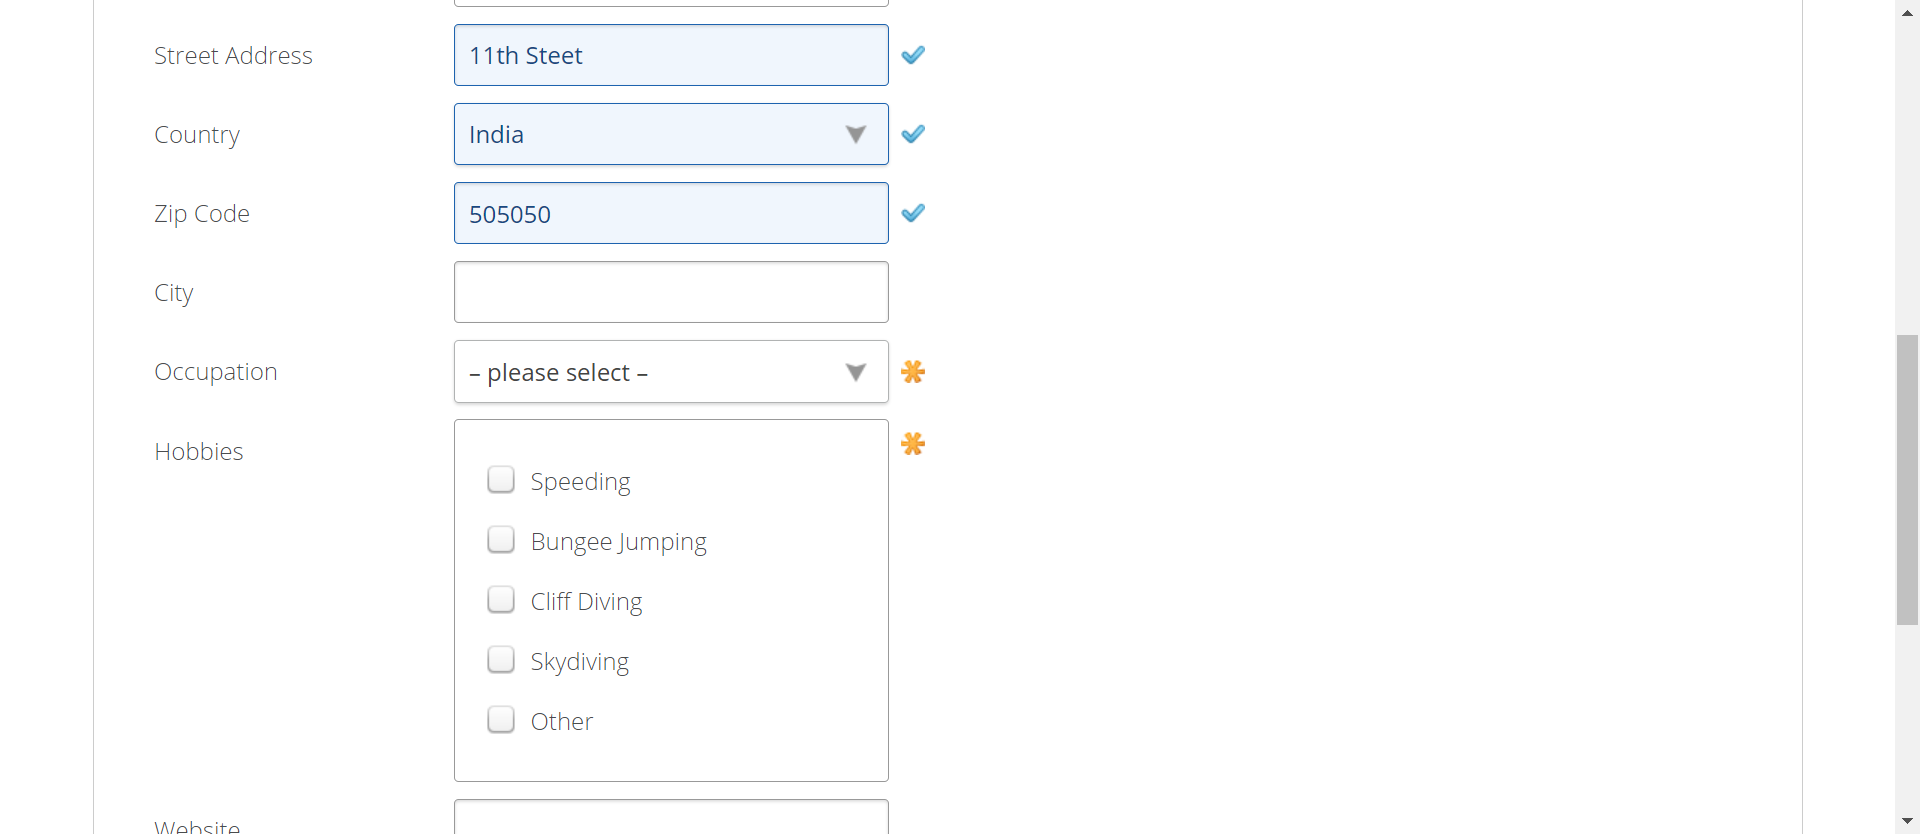 Street Address 11th Steet
Country India
Zip Code 505050
City
Occupation – please select –
Hobbies
Speeding
Bungee Jumping
Cliff Diving
Skydiving
Other
Website